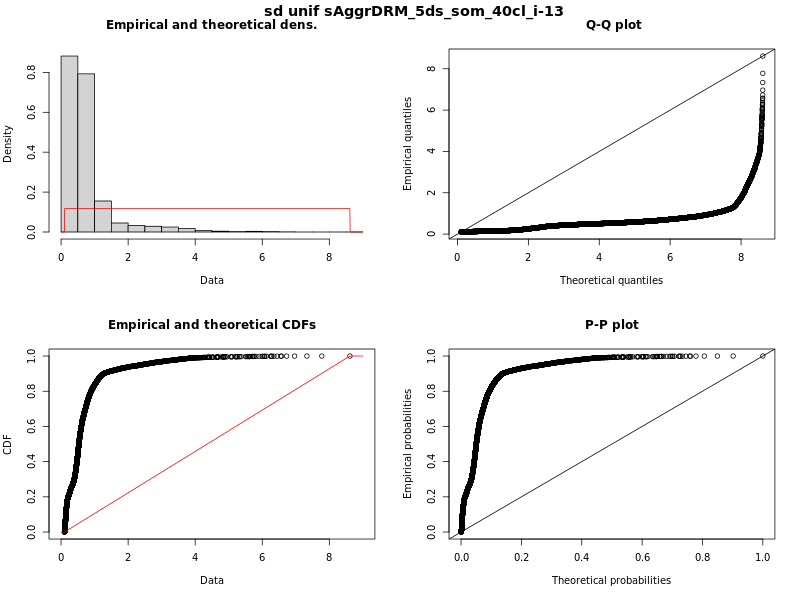 sd unif sAggrDRM_5ds_som_40cl_i-13
Empirical and theoretical dens.
Density
0.0 0.2 0.4 0.6 0.8
0 2 4 6 8
Data
Q-Q plot
Empirical quantiles
0 2 4 6 8
0 2 4 6 8
Theoretical quantiles
Empirical and theoretical CDFs
CDF
0.0 0.2 0.4 0.6 0.8 1.0
0 2 4 6 8
Data
P-P plot
Empirical probabilities
0.0 0.2 0.4 0.6 0.8 1.0
0.0 0.2 0.4 0.6 0.8 1.0
Theoretical probabilities